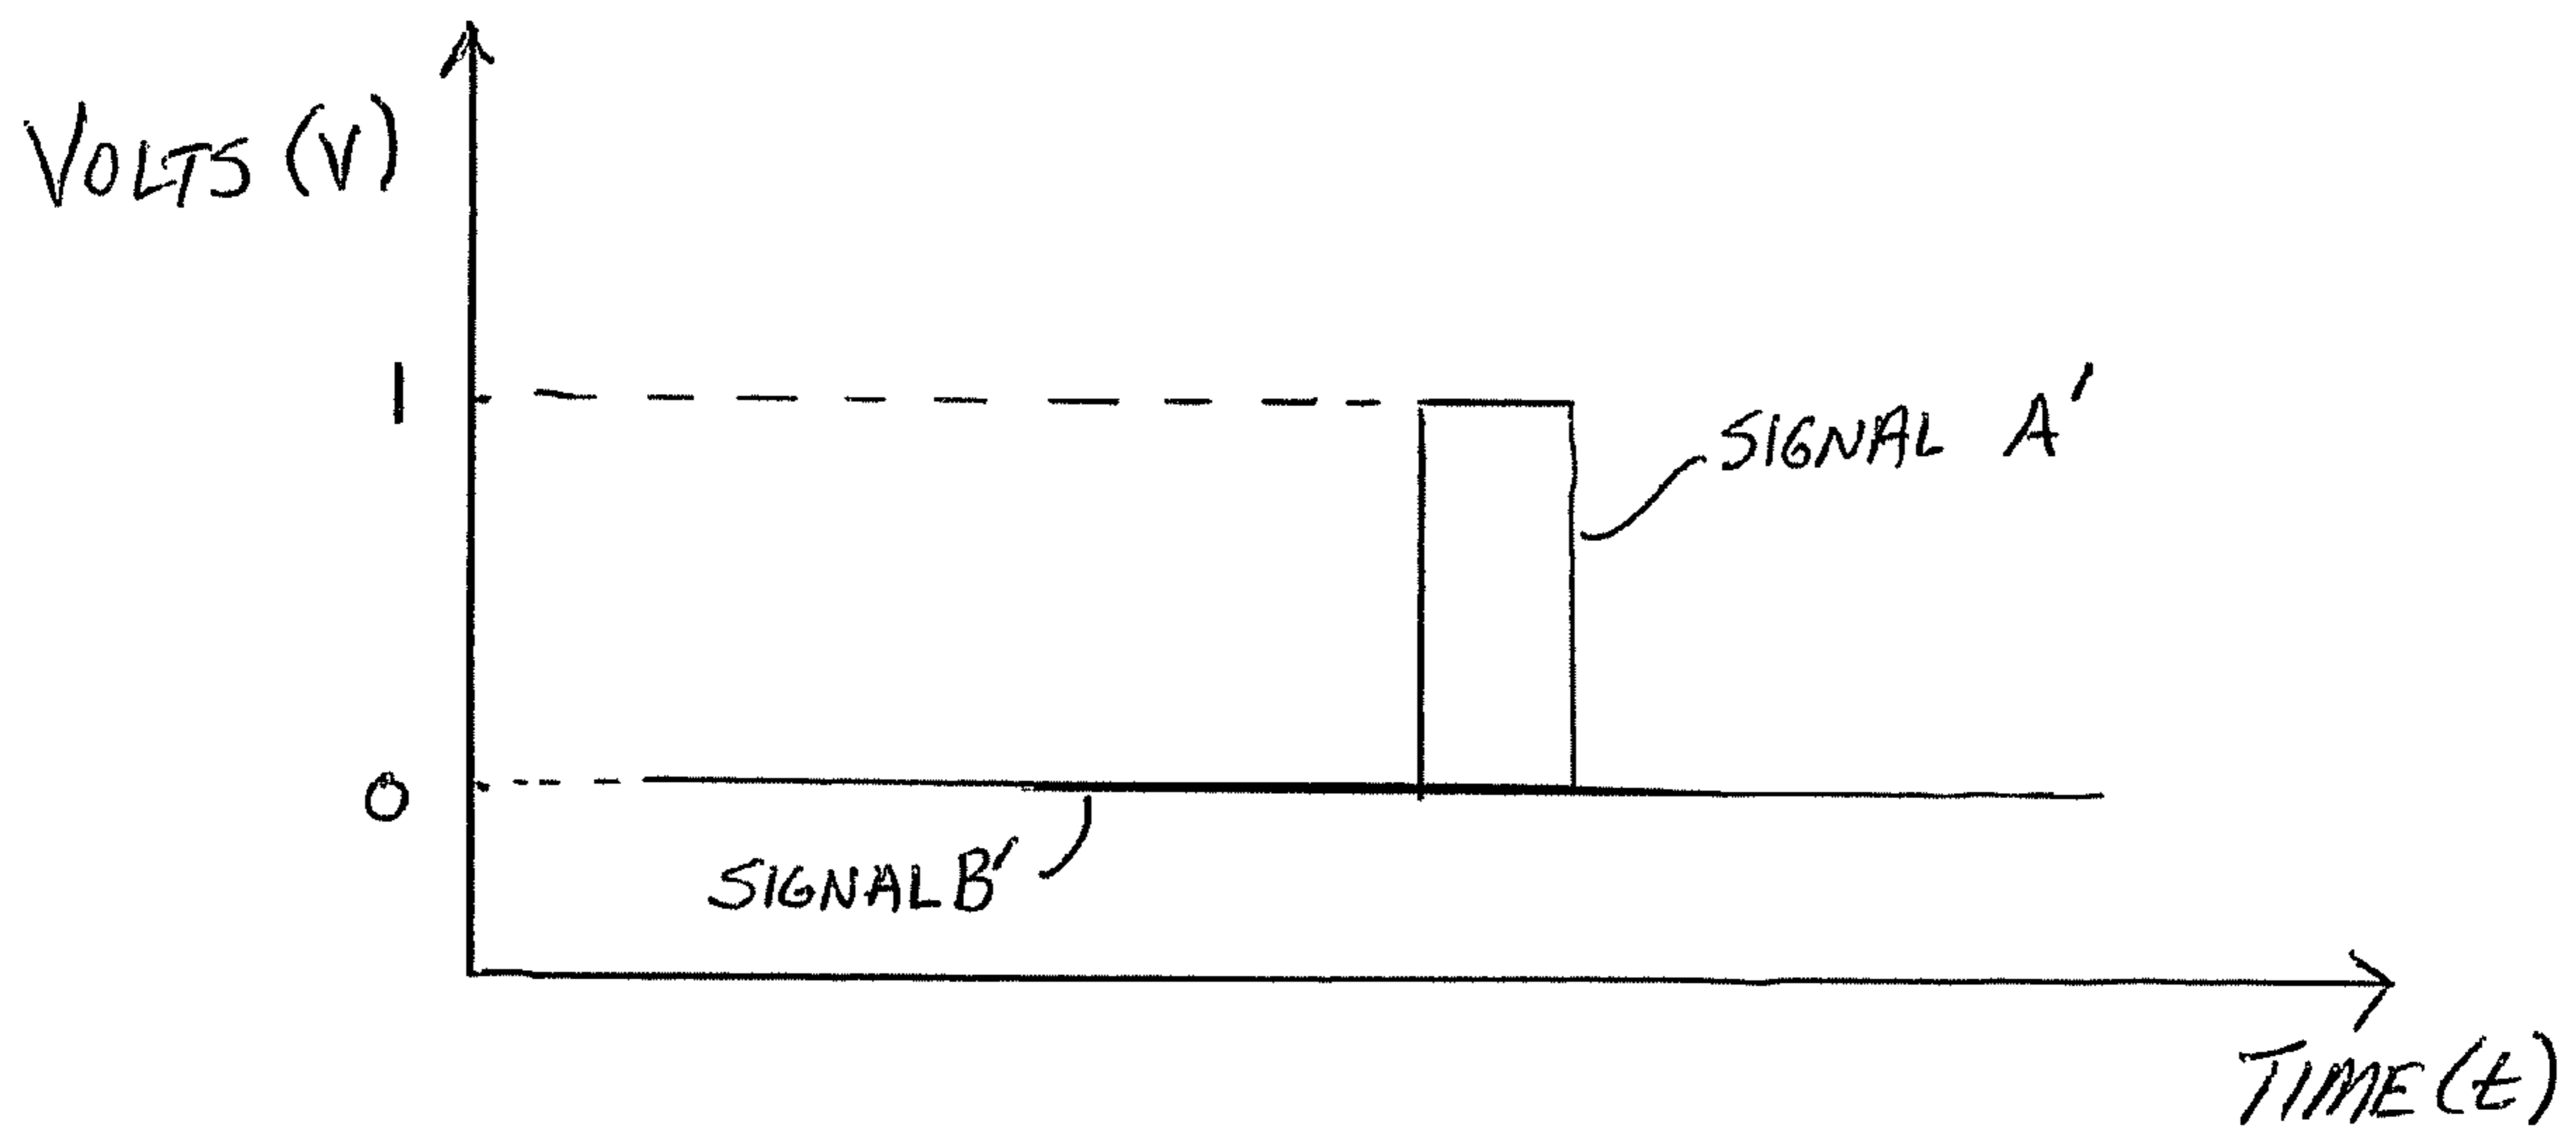 VOLTS (V)
1
SIGNAL A'
0
SIGNAL B'
TIME (t)